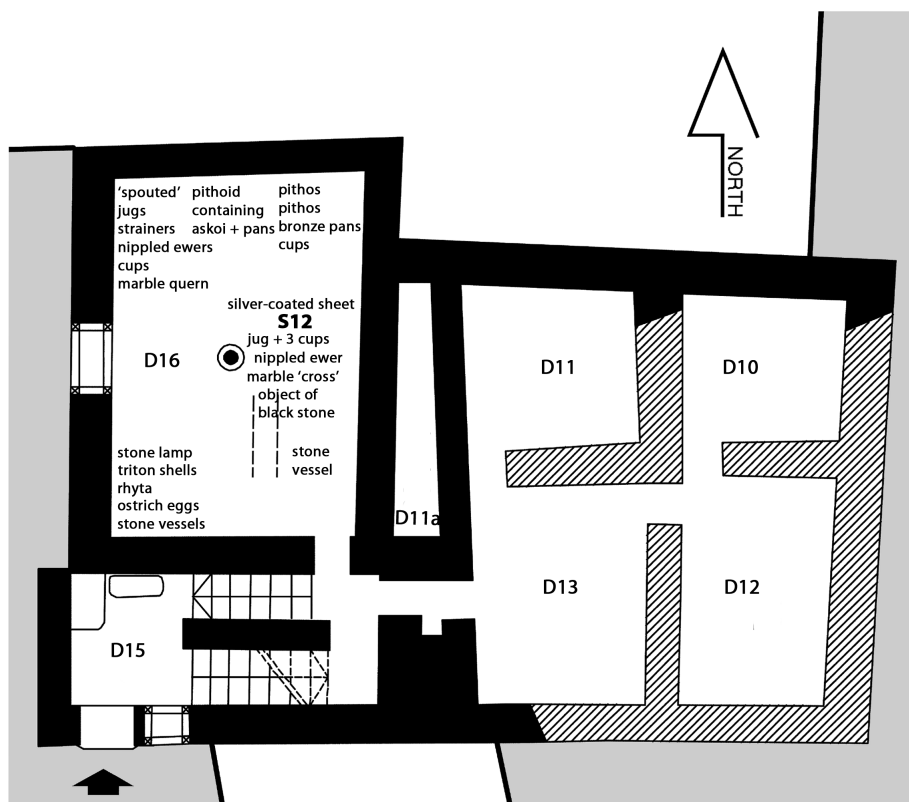 NORTH
'spouted'
jugs
strainers
nippled ewers
cups
marble quern
pithoid
containing
askoi + pans
pithos
pithos
bronze pans
cups
silver-coated sheet
S12
jug + 3 cups
nippled ewer
marble 'cross'
object of
black stone
D16
D11
D10
stone lamp
triton shells
rhyta
ostrich eggs
stone vessels
stone
vessel
D11a
D13
D12
D15